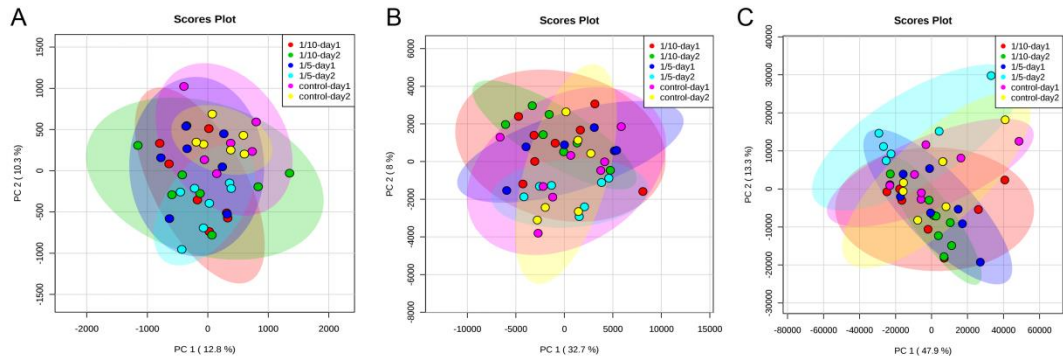 A
Scores Plot
1/10-day1
1/10-day2
1/5-day1
1/5-day2
control-day1
control-day2
1500
1000
500
0
-500
-1000
-1500
PC 2 ( 10.3 %)
-2000
-1000
0
1000
2000
PC 1 ( 12.8 %)
B
Scores Plot
1/10-day1
1/10-day2
1/5-day1
1/5-day2
control-day1
control-day2
6000
4000
2000
0
-2000
-4000
-6000
-8000
PC 2 ( 8 %)
-10000
-5000
0
5000
10000
15000
PC 1 ( 32.7 %)
C
Scores Plot
1/10-day1
1/10-day2
1/5-day1
1/5-day2
control-day1
control-day2
40000
30000
20000
10000
0
-10000
-20000
-30000
PC 2 ( 13.3 %)
-80000
-60000
-40000
-20000
0
20000
40000
60000
80000
PC 1 ( 47.9 %)